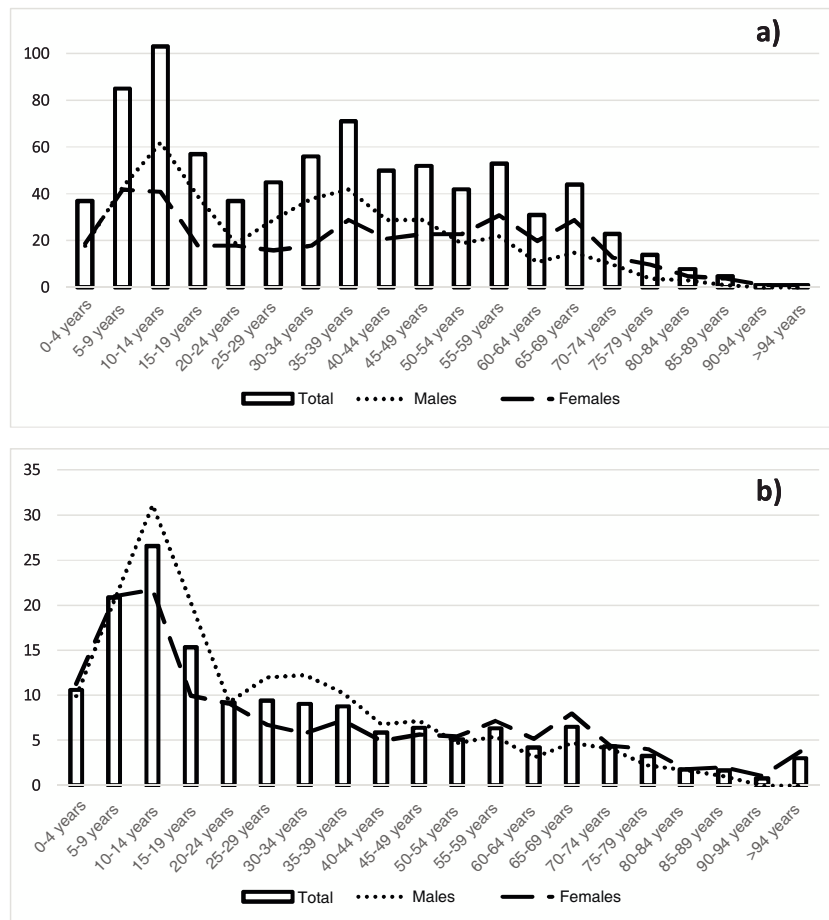 a)
100
80
60
40
20
0
0-4 years
5-9 years
10-14 years
15-19 years
20-24 years
25-29 years
30-34 years
35-39 years
40-44 years
45-49 years
50-54 years
55-59 years
60-64 years
65-69 years
70-74 years
75-79 years
80-84 years
85-89 years
90-94 years
>94 years
Total Males Females
b)
35
30
25
20
15
10
5
0
0-4 years
5-9 years
10-14 years
15-19 years
20-24 years
25-29 years
30-34 years
35-39 years
40-44 years
45-49 years
50-54 years
55-59 years
60-64 years
65-69 years
70-74 years
75-79 years
80-84 years
85-89 years
90-94 years
>94 years
Total Males Females